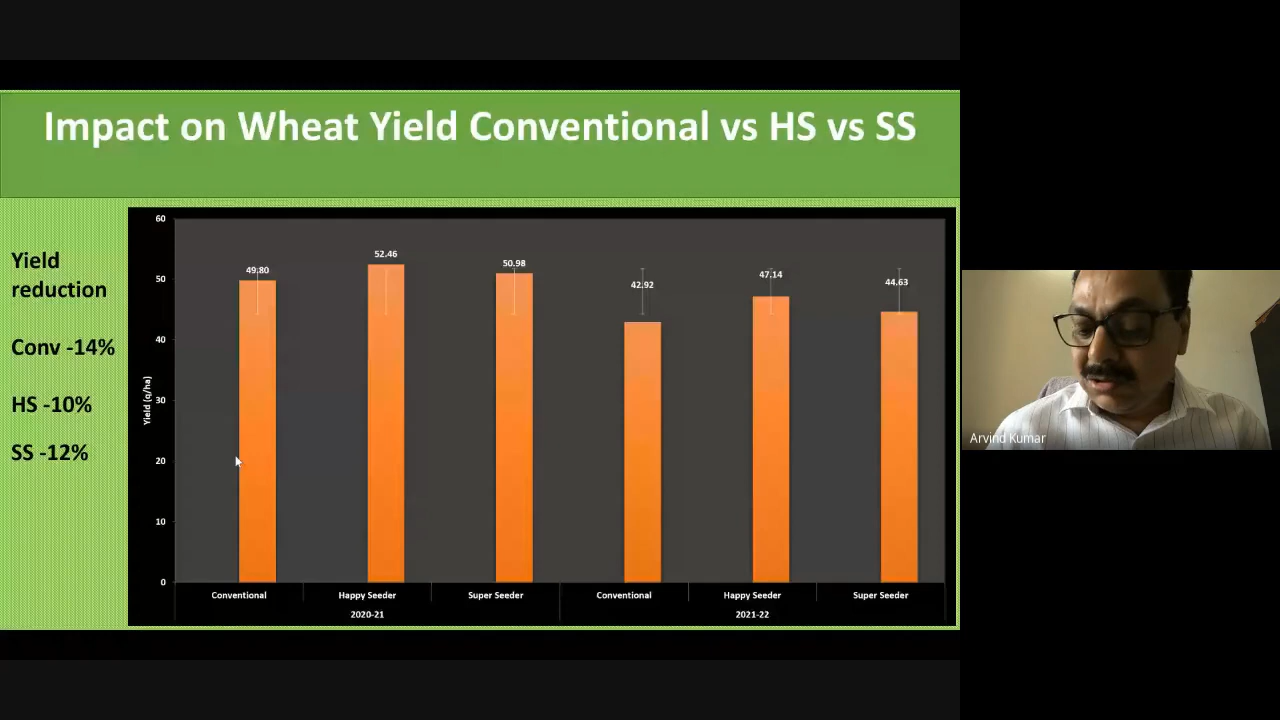 Impact on Wheat Yield Conventional vs HS vs SS
Yield
reduction
Conv -14%
HS -10%
SS -12%
Yield (q/ha)
60
50
40
30
20
10
0
49.80
52.46
50.98
42.92
47.14
44.63
Conventional
Happy Seeder
Super Seeder
Conventional
Happy Seeder
Super Seeder
2020-21
2021-22
Arvind Kumar